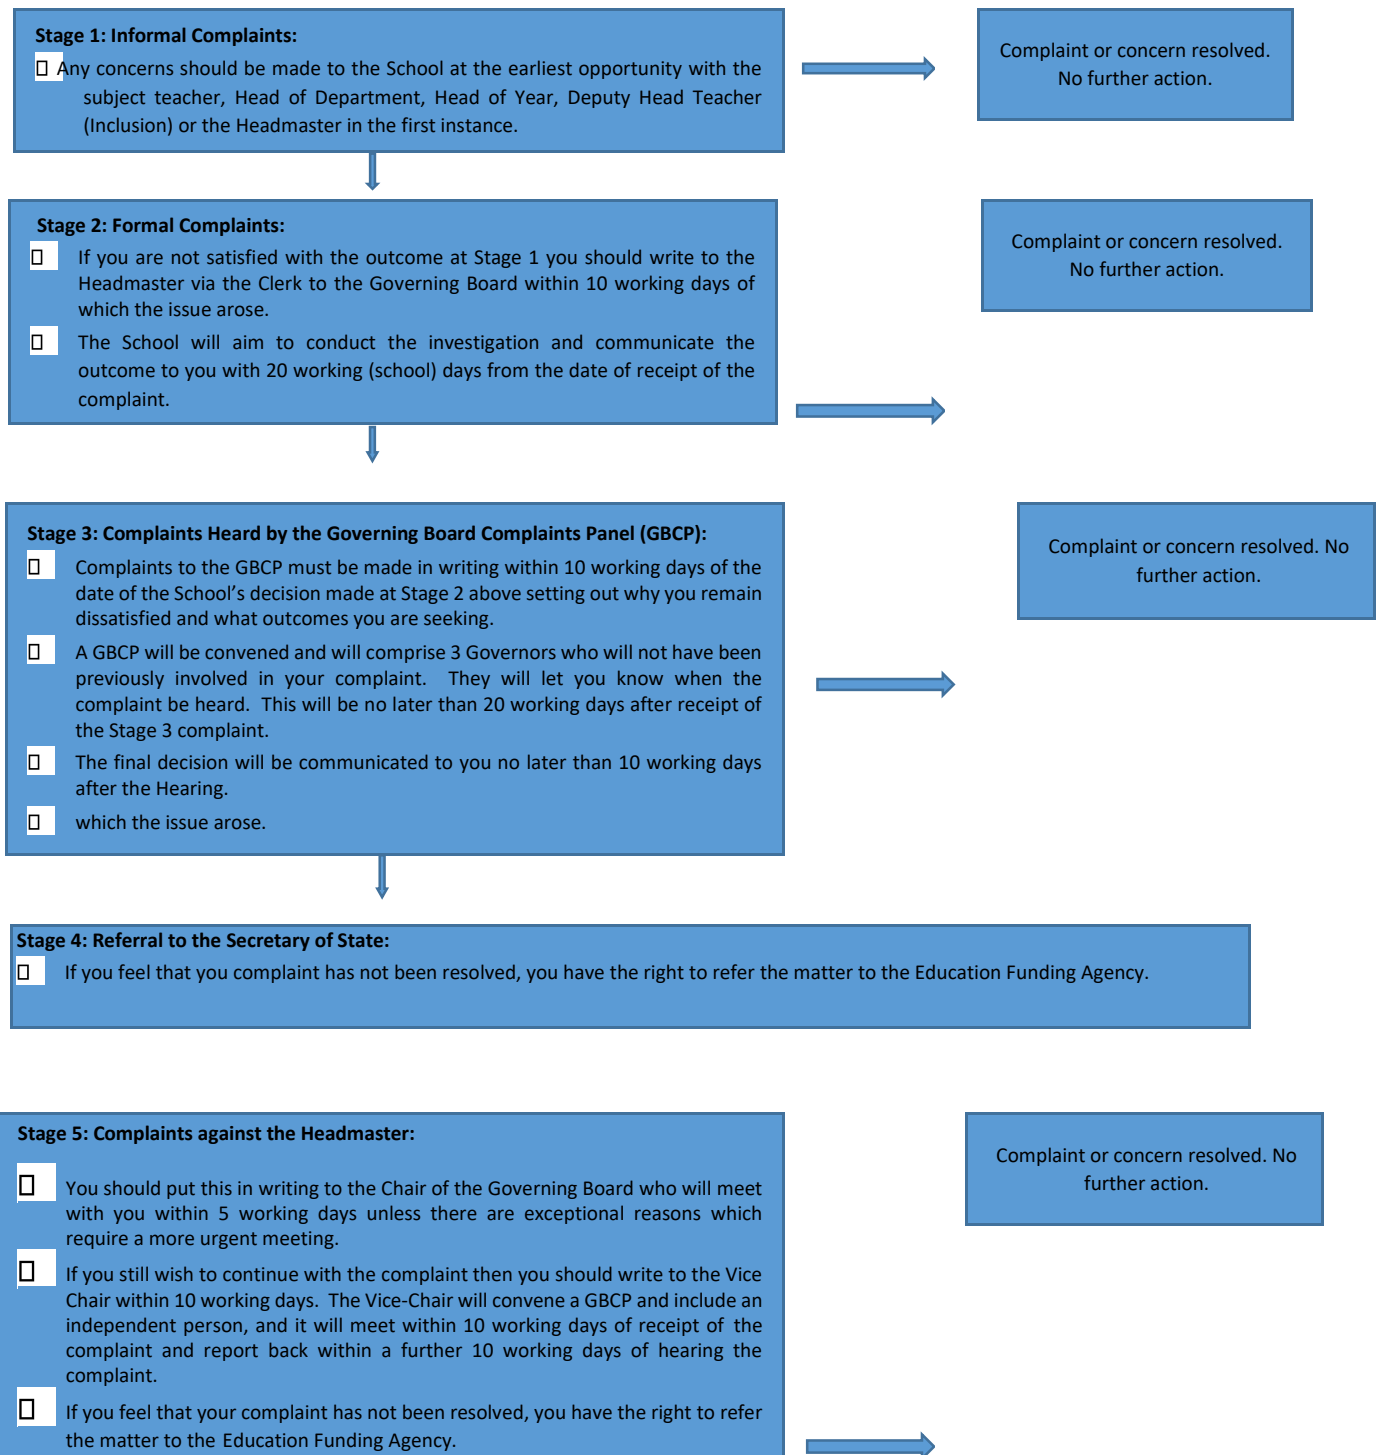 Stage 1: Informal Complaints:
Any concerns should be made to the School at the earliest opportunity with the
subject teacher, Head of Department, Head of Year, Deputy Head Teacher
(Inclusion) or the Headmaster in the first instance.
Complaint or concern resolved.
No further action.
Stage 2: Formal Complaints:
If you are not satisfied with the outcome at Stage 1 you should write to the
Headmaster via the Clerk to the Governing Board within 10 working days of
which the issue arose.
The School will aim to conduct the investigation and communicate the
outcome to you with 20 working (school) days from the date of receipt of the
complaint.
Complaint or concern resolved.
No further action.
Stage 3: Complaints Heard by the Governing Board Complaints Panel (GBCP):
Complaints to the GBCP must be made in writing within 10 working days of the
date of the School's decision made at Stage 2 above setting out why you remain
dissatisfied and what outcomes you are seeking.
A GBCP will be convened and will comprise 3 Governors who will not have been
previously involved in your complaint. They will let you know when the
complaint be heard. This will be no later than 20 working days after receipt of
the Stage 3 complaint.
The final decision will be communicated to you no later than 10 working days
after the Hearing.
which the issue arose.
Complaint or concern resolved. No
further action.
Stage 4: Referral to the Secretary of State:
If you feel that you complaint has not been resolved, you have the right to refer the matter to the Education Funding Agency.
Stage 5: Complaints against the Headmaster:
You should put this in writing to the Chair of the Governing Board who will meet
with you within 5 working days unless there are exceptional reasons which
require a more urgent meeting.
If you still wish to continue with the complaint then you should write to the Vice
Chair within 10 working days. The Vice-Chair will convene a GBCP and include an
independent person, and it will meet within 10 working days of receipt of the
complaint and report back within a further 10 working days of hearing the
complaint.
If you feel that your complaint has not been resolved, you have the right to refer
the matter to the Education Funding Agency.
Complaint or concern resolved. No
further action.